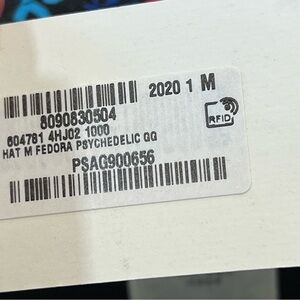 2020 1 M
8090830504
604781 4HJ02 1000
HAT M FEDORA PSYCHEDELIC GG
RFID
PSAG900656